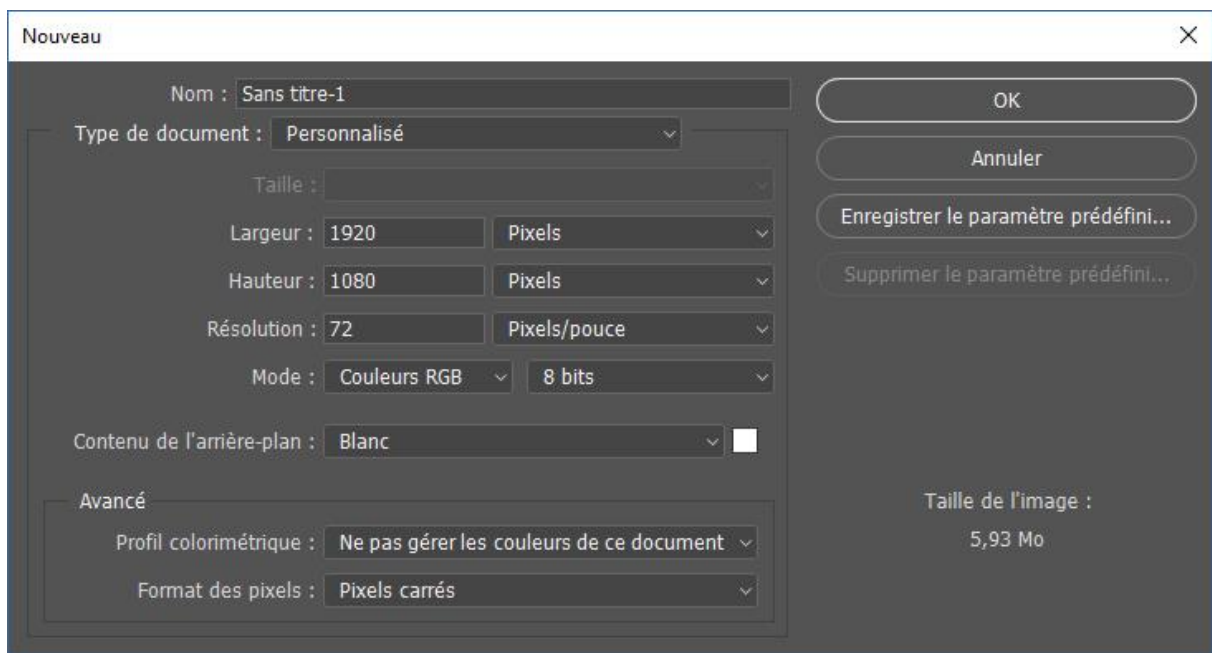 Nouveau
Nom : Sans titre-1
Type de document : Personnalisé
Taille :
Largeur : 1920 Pixels
Hauteur : 1080 Pixels
Résolution : 72 Pixels/pouce
Mode : Couleurs RGB 8 bits
Contenu de l'arrière-plan : Blanc
Avancé
Profil colorimétrique : Ne pas gérer les couleurs de ce document
Format des pixels : Pixels carrés
OK
Annuler
Enregistrer le paramètre prédéfini...
Supprimer le paramètre prédéfini...
Taille de l'image :
5,93 Mo